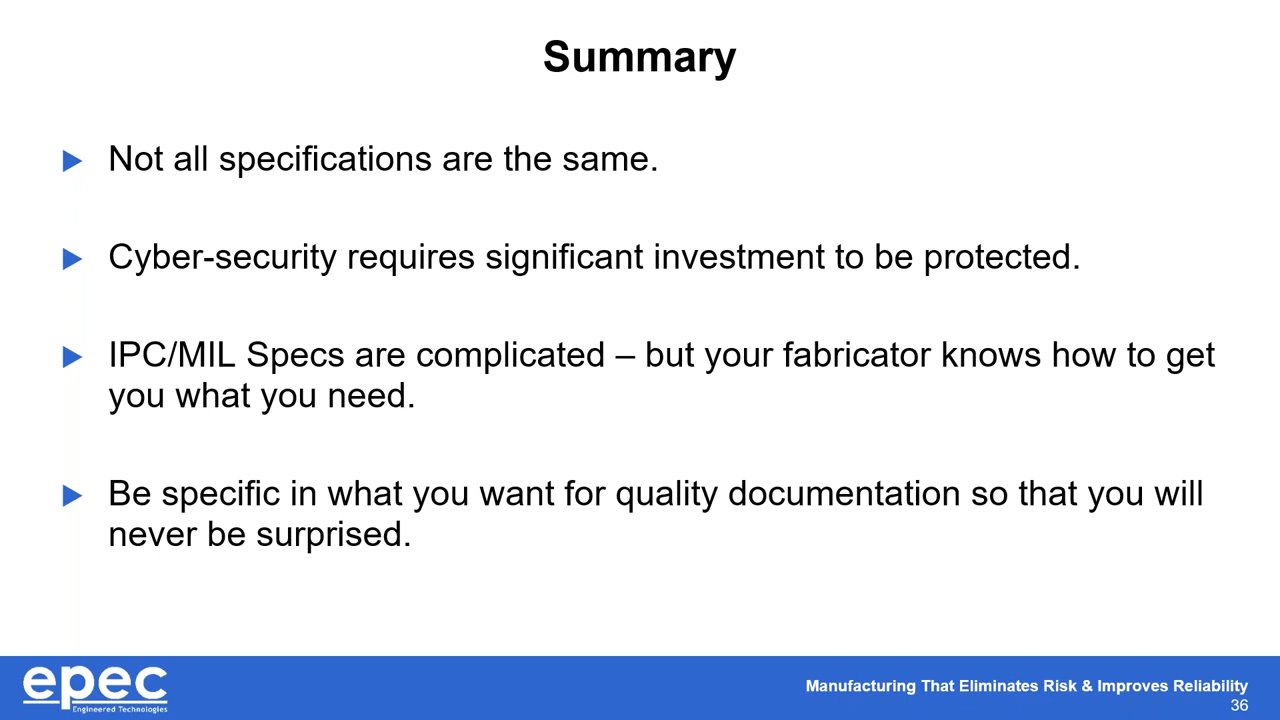 Summary
Not all specifications are the same.
Cyber-security requires significant investment to be protected.
IPC/MIL Specs are complicated – but your fabricator knows how to get
you what you need.
Be specific in what you want for quality documentation so that you will
never be surprised.
epec
Engineered Technologies
Manufacturing That Eliminates Risk & Improves Reliability
36